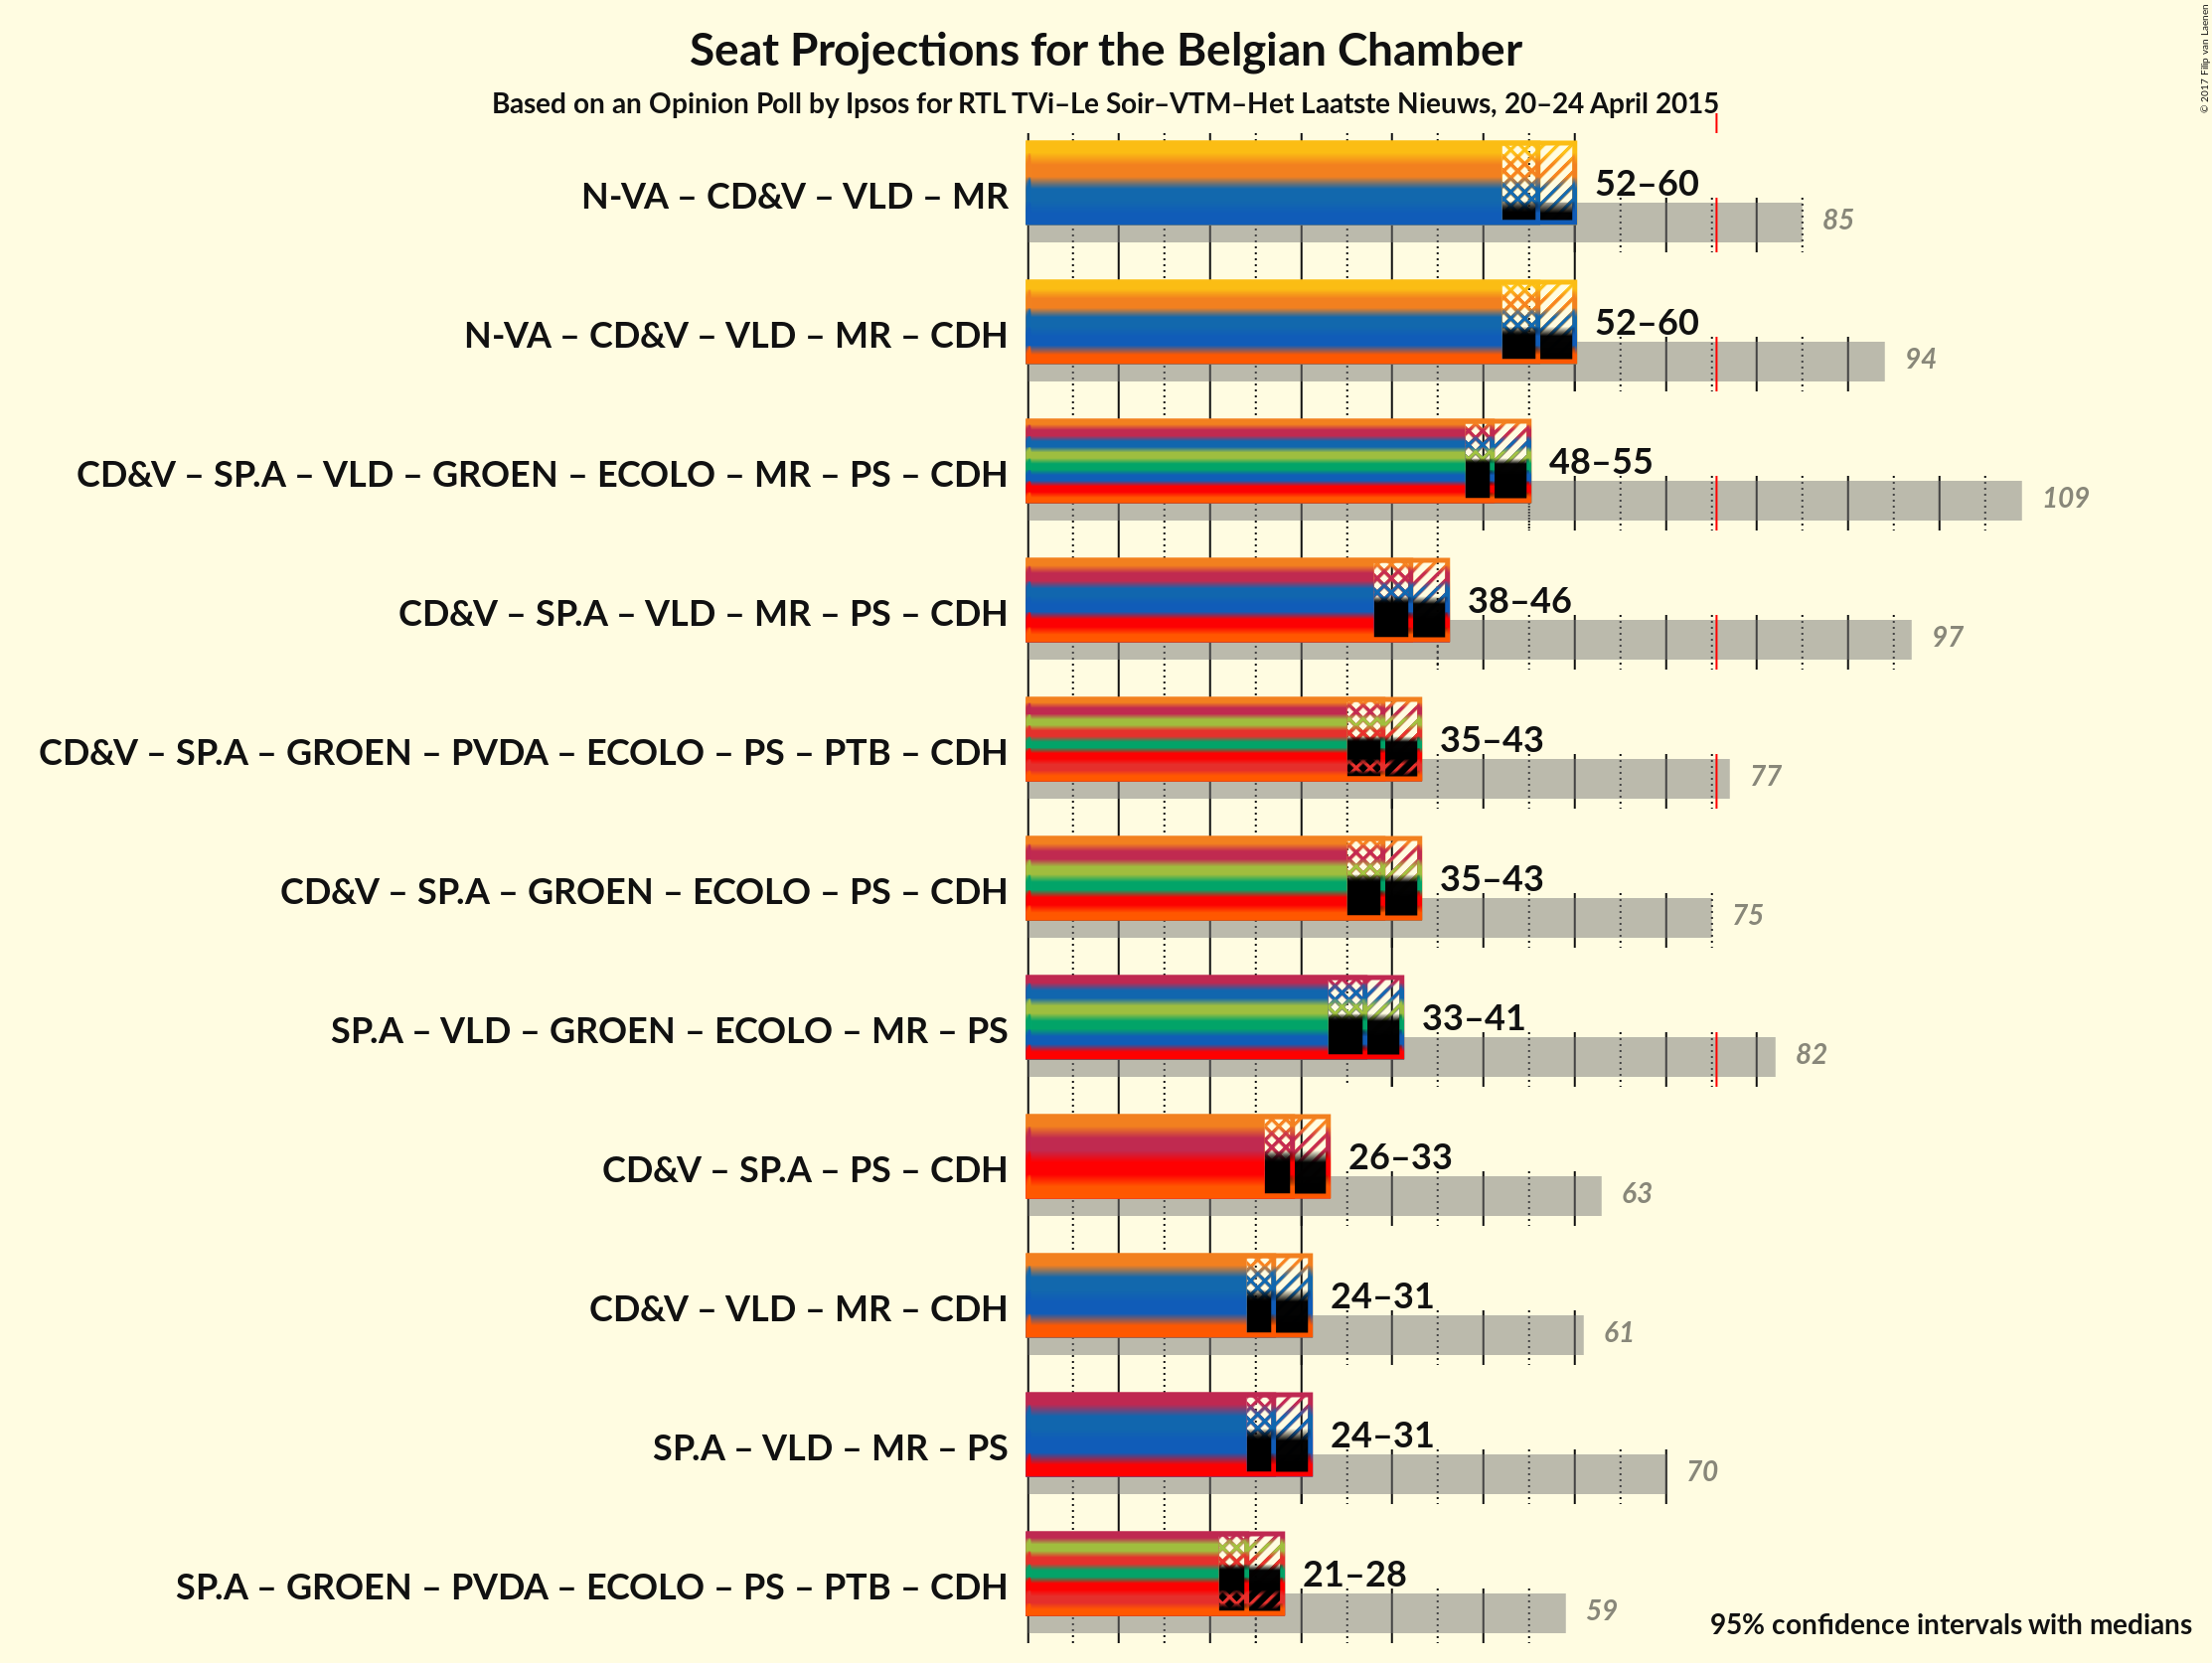 Seat Projections for the Belgian Chamber
Based on an Opinion Poll by Ipsos for RTL TVi–Le Soir–VTM–Het Laatste Nieuws, 20–24 April 2015
© 2017 Filip van Laenen
N-VA – CD&V – VLD – MR 52–60 85
N-VA – CD&V – VLD – MR – CDH 52–60 94
CD&V – SP.A – VLD – GROEN – ECOLO – MR – PS – CDH 48–55 109
CD&V – SP.A – VLD – MR – PS – CDH 38–46 97
CD&V – SP.A – GROEN – PVDA – ECOLO – PS – PTB – CDH 35–43 77
CD&V – SP.A – GROEN – ECOLO – PS – CDH 35–43 75
SP.A – VLD – GROEN – ECOLO – MR – PS 33–41 82
CD&V – SP.A – PS – CDH 26–33 63
CD&V – VLD – MR – CDH 24–31 61
SP.A – VLD – MR – PS 24–31 70
SP.A – GROEN – PVDA – ECOLO – PS – PTB – CDH 21–28 59
95% confidence intervals with medians